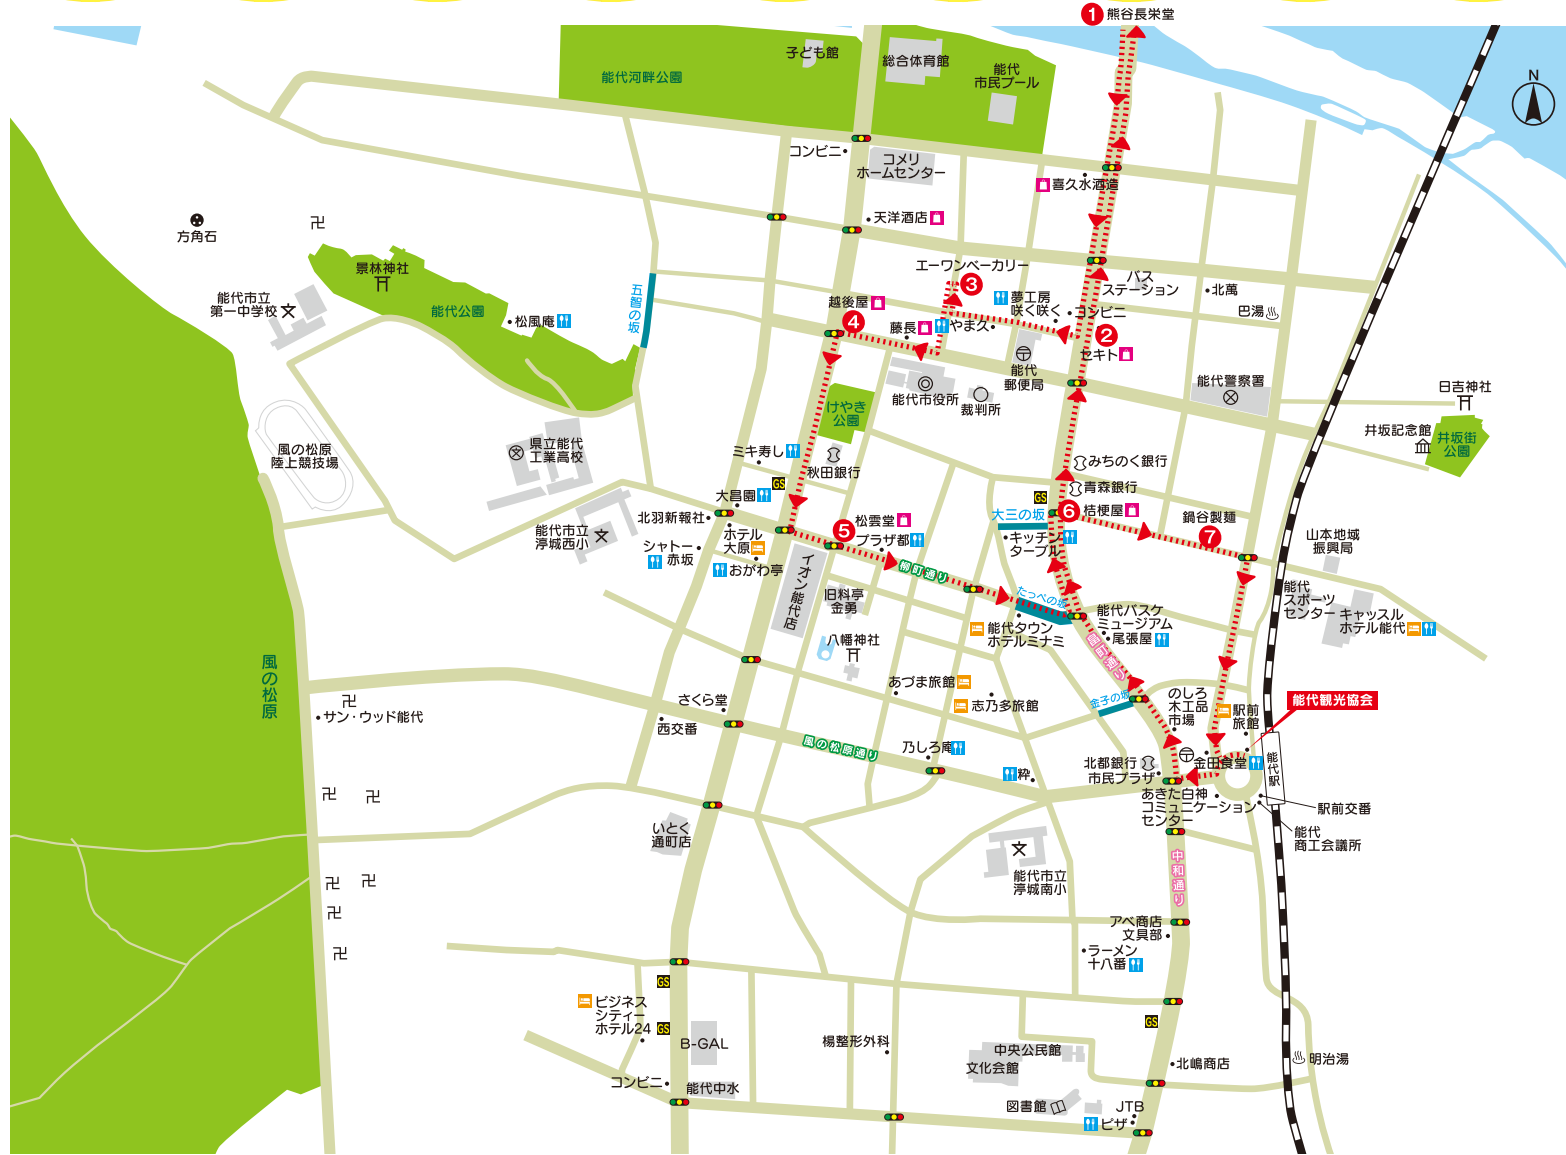 1 熊谷長栄堂
子ども館
総合体育館
能代
市民プール
能代河畔公園
N
コンビニ
コメリ
ホームセンター
喜久水酒造
天洋酒店
方角石
景林神社
能代市立
第一中学校
能代公園
松風庵
五智の坂
エーワンベーカリー
3
夢工房
咲く咲く
コンビニ
バス
ステーション
北萬
巴湯
越後屋
4
藤長
やま久
2
セキト
能代
郵便局
能代市役所
裁判所
能代警察署
日吉神社
井坂記念館
井坂街
公園
けやき
公園
風の松原
陸上競技場
県立能代
工業高校
ミキ寿し
秋田銀行
みちのく銀行
青森銀行
GS
GS
大昌園
北羽新報社
ホテル
大原
シャトー
赤坂
おがわ亭
能代市立
渟城西小
5
松雲堂
プラザ都
大三の坂
6 桔梗屋
キッチン
テーブル
鍋谷製麺
7
山本地域
振興局
イオン能代店
柳町通り
旧料亭
金勇
たっぺの坂
能代タウン
ホテルミナミ
能代バスケ
ミュージアム
尾張屋
能代
スポーツ
センター
キャッスル
ホテル能代
八幡神社
風の松原
サン・ウッド能代
さくら堂
西交番
あづま旅館
志乃多旅館
金子の坂
のしろ
木工品
市場
駅前
旅館
能代観光協会
風の松原通り
乃しろ庵
粋
北都銀行
市民プラザ
金田食堂
能代駅
あきた白神
コミュニケーション
センター
駅前交番
能代
商工会議所
いとく
通町店
能代市立
渟城南小
中和通り
アベ商店
文具部
ラーメン
十八番
GS
ビジネス
シティー
ホテル24
GS
B-GAL
GS
楊整形外科
中央公民館
文化会館
北嶋商店
明治湯
コンビニ
能代中水
図書館
JTB
ピザ